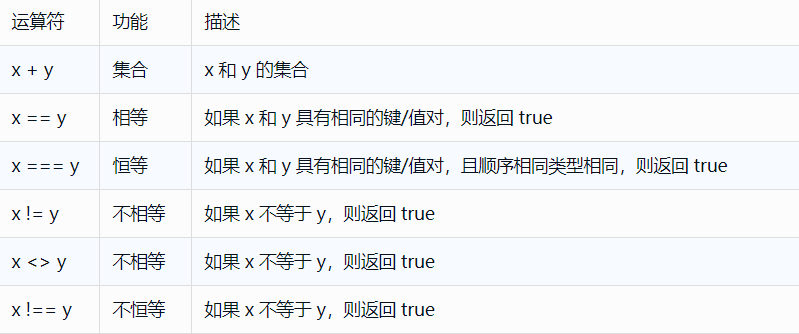 运算符 功能 描述
x + y 集合 x 和 y 的集合
x == y 相等 如果 x 和 y 具有相同的键/值对，则返回 true
x === y 恒等 如果 x 和 y 具有相同的键/值对，且顺序相同类型相同，则返回 true
x != y 不相等 如果 x 不等于 y，则返回 true
x <> y 不相等 如果 x 不等于 y，则返回 true
x !== y 不恒等 如果 x 不等于 y，则返回 true